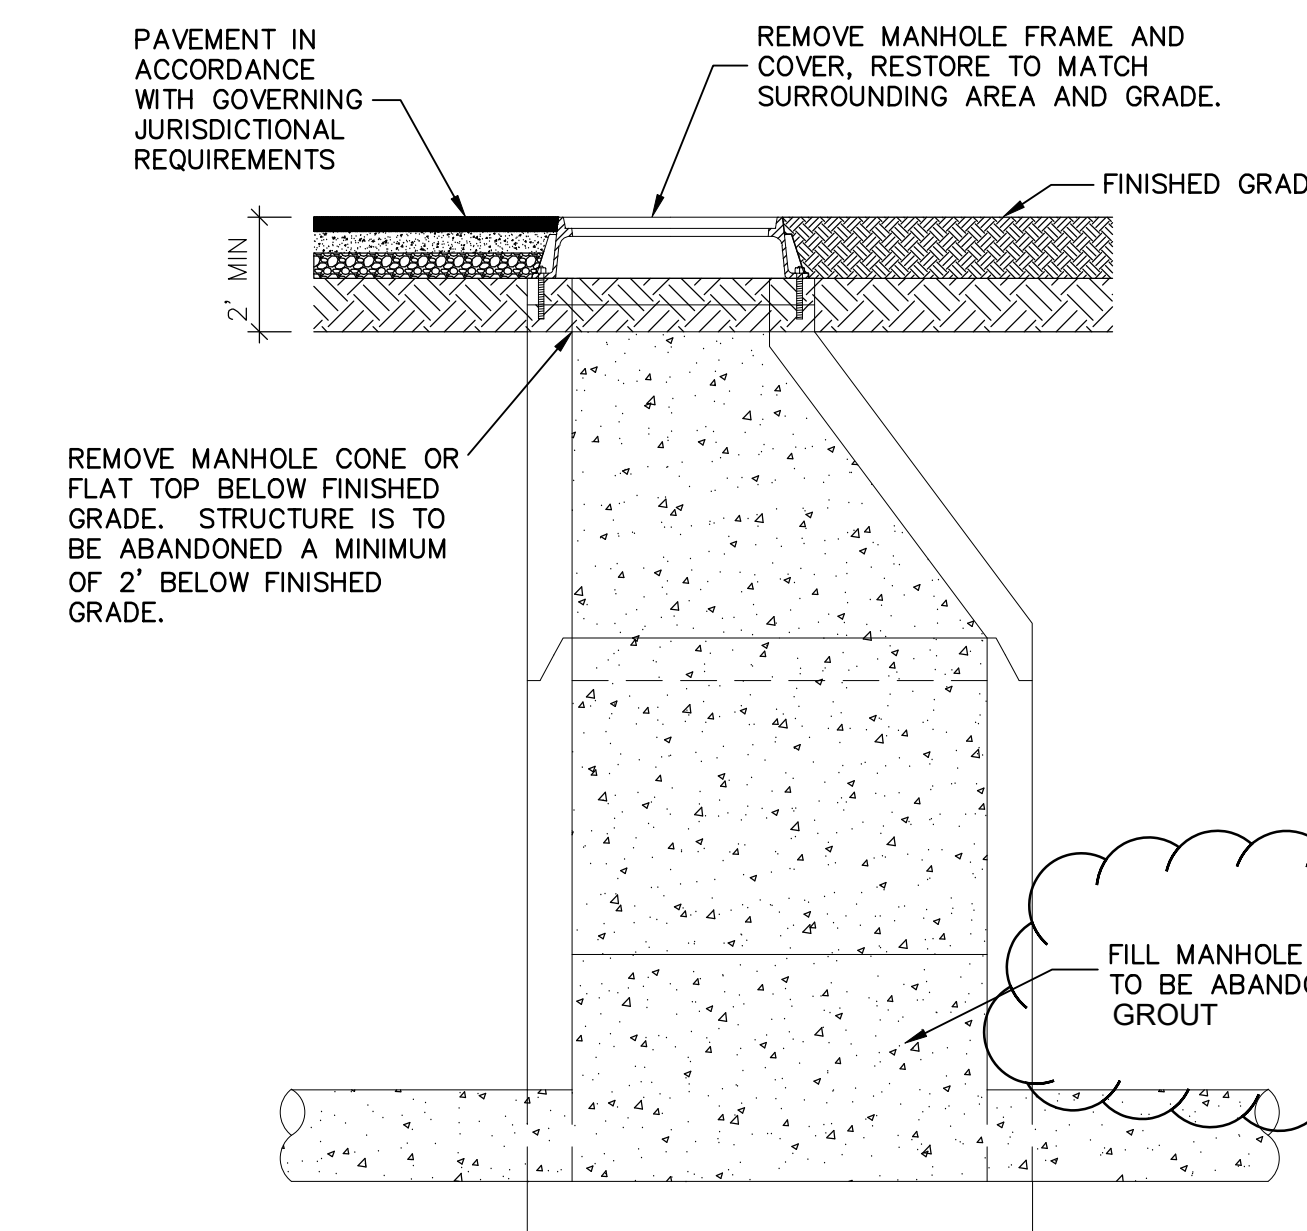 PAVEMENT IN
ACCORDANCE
WITH GOVERNING
JURISDICTIONAL
REQUIREMENTS
REMOVE MANHOLE FRAME AND
COVER, RESTORE TO MATCH
SURROUNDING AREA AND GRADE.
FINISHED GRAD
2' MIN
REMOVE MANHOLE CONE OR
FLAT TOP BELOW FINISHED
GRADE. STRUCTURE IS TO
BE ABANDONED A MINIMUM
OF 2' BELOW FINISHED
GRADE.
FILL MANHOLE
TO BE ABANDO
GROUT